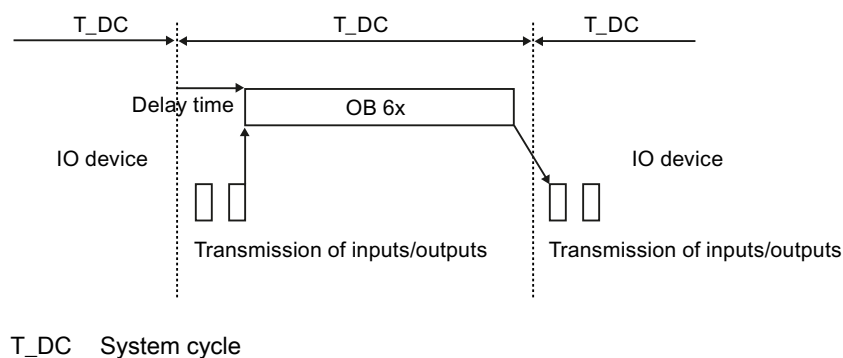 T_DC T_DC T_DC
Delay time OB 6x
IO device IO device
Transmission of inputs/outputs Transmission of inputs/outputs
T_DC System cycle